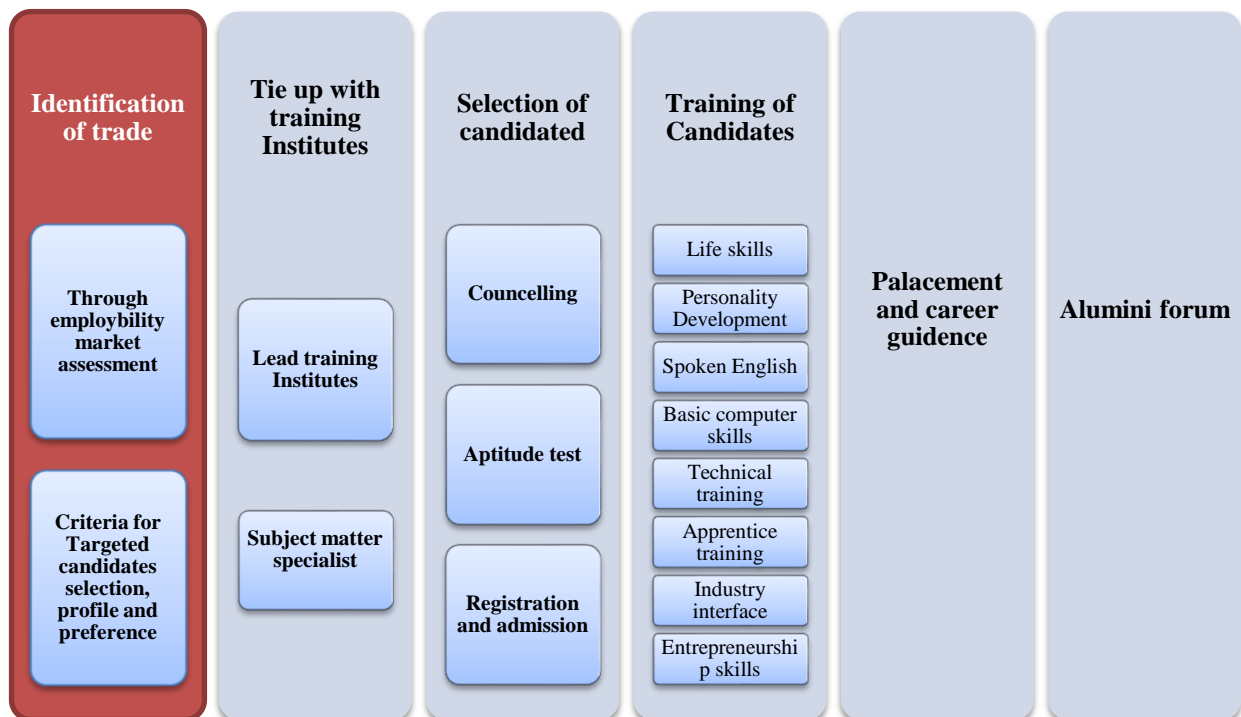 Identification
of trade
Through
employbility
market
assessment
Criteria for
Targeted
candidates
selection,
profile and
preference
Tie up with
training
Institutes
Lead training
Institutes
Subject matter
specialist
Selection of
candidated
Councelling
Aptitude test
Registration
and admission
Training of
Candidates
Life skills
Personality
Development
Spoken English
Basic computer
skills
Technical
training
Apprentice
training
Industry
interface
Entrepreneurshi
p skills
Palacement
and career
guidence
Alumini forum